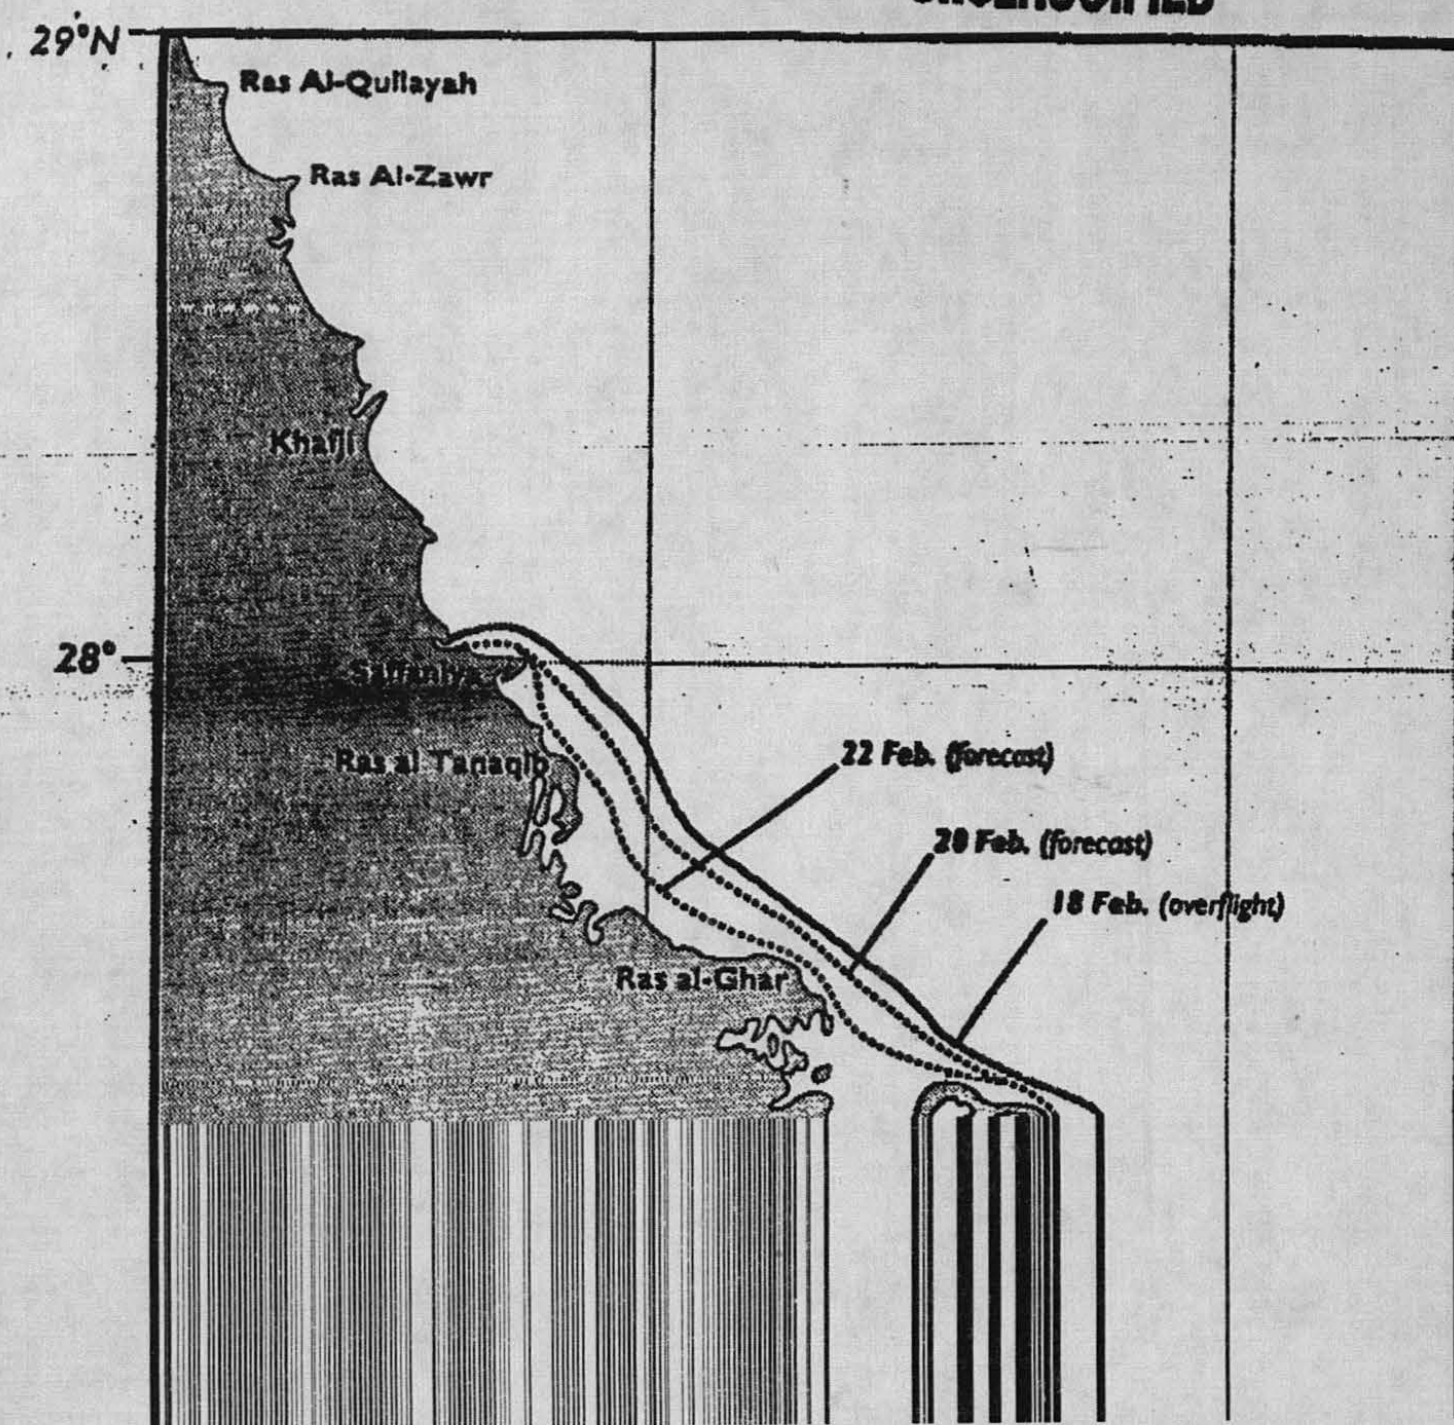 29°N
Ras Al-Qullayah
Ras Al-Zawr
Khafji
28°
Safaniya
Ras al Tanaqib
22 Feb. (forecast)
20 Feb. (forecast)
18 Feb. (overflight)
Ras al-Ghar